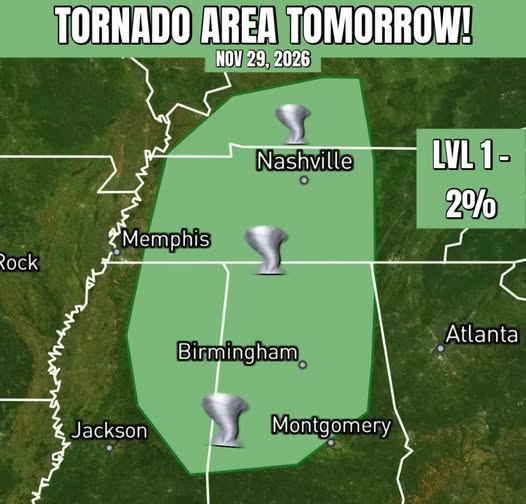 TORNADO AREA TOMORROW!
NOV 29, 2026
LVL 1 -
2%
Nashville
Memphis
Rock
Atlanta
Birmingham
Jackson
Montgomery